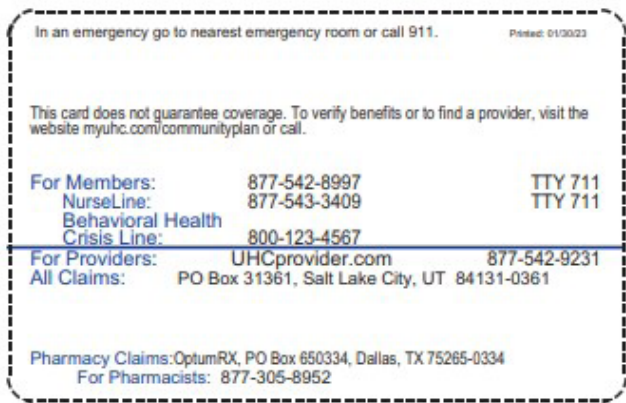 In an emergency go to nearest emergency room or call 911. Printed: 01/30/23
This card does not guarantee coverage. To verify benefits or to find a provider, visit the
website myuhc.com/communityplan or call.
For Members: 877-542-8997 TTY 711
NurseLine: 877-543-3409 TTY 711
Behavioral Health
Crisis Line: 800-123-4567
For Providers: UHCprovider.com 877-542-9231
All Claims: PO Box 31361, Salt Lake City, UT 84131-0361
Pharmacy Claims:OptumRX, PO Box 650334, Dallas, TX 75265-0334
For Pharmacists: 877-305-8952